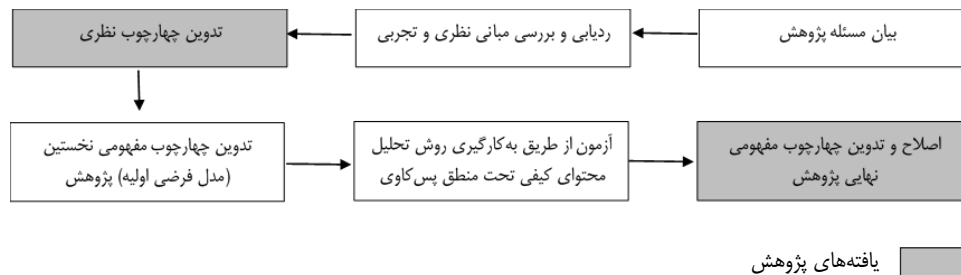 بیان مسئله پژوهش
ردیابی و بررسی مبانی نظری و تجربی
تدوین چهارچوب نظری
تدوین چهارچوب مفهومی نخستین
(مدل فرضی اولیه) پژوهش
آزمون از طریق به‌کارگیری روش تحلیل
محتوای کیفی تحت منطق پس‌کاوی
اصلاح و تدوین چهارچوب مفهومی
نهایی پژوهش
یافته‌های پژوهش